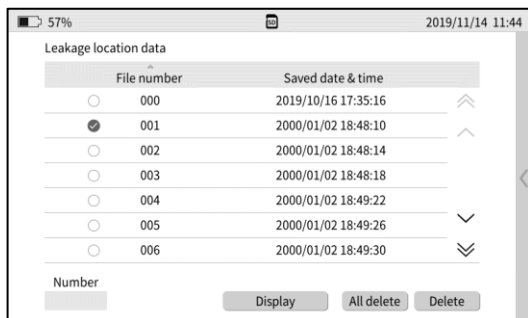 57% SD 2019/11/14 11:44
Leakage location data
File number Saved date & time
000 2019/10/16 17:35:16
001 2000/01/02 18:48:10
002 2000/01/02 18:48:14
003 2000/01/02 18:48:18
004 2000/01/02 18:49:22
005 2000/01/02 18:49:26
006 2000/01/02 18:49:30
Number
Display All delete Delete